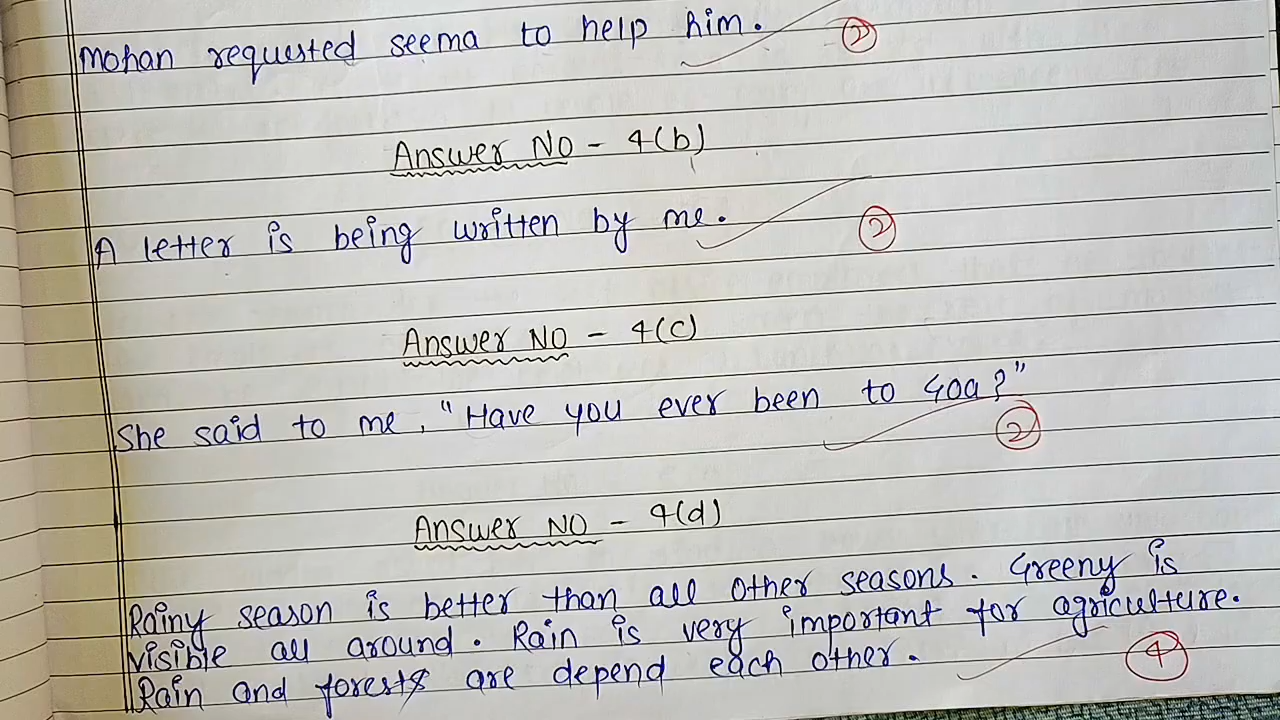 Mohan requested seema to help him.
2
Answer NO - 4(b)
A letter is being written by me.
2
Answer NO - 4(c)
She said to me, "Have you ever been to Goa?"
2
Answer NO - 4(d)
Rainy season is better than all other seasons. Greeny is
visible all around. Rain is very important for agriculture.
Rain and forests are depend each other.
4